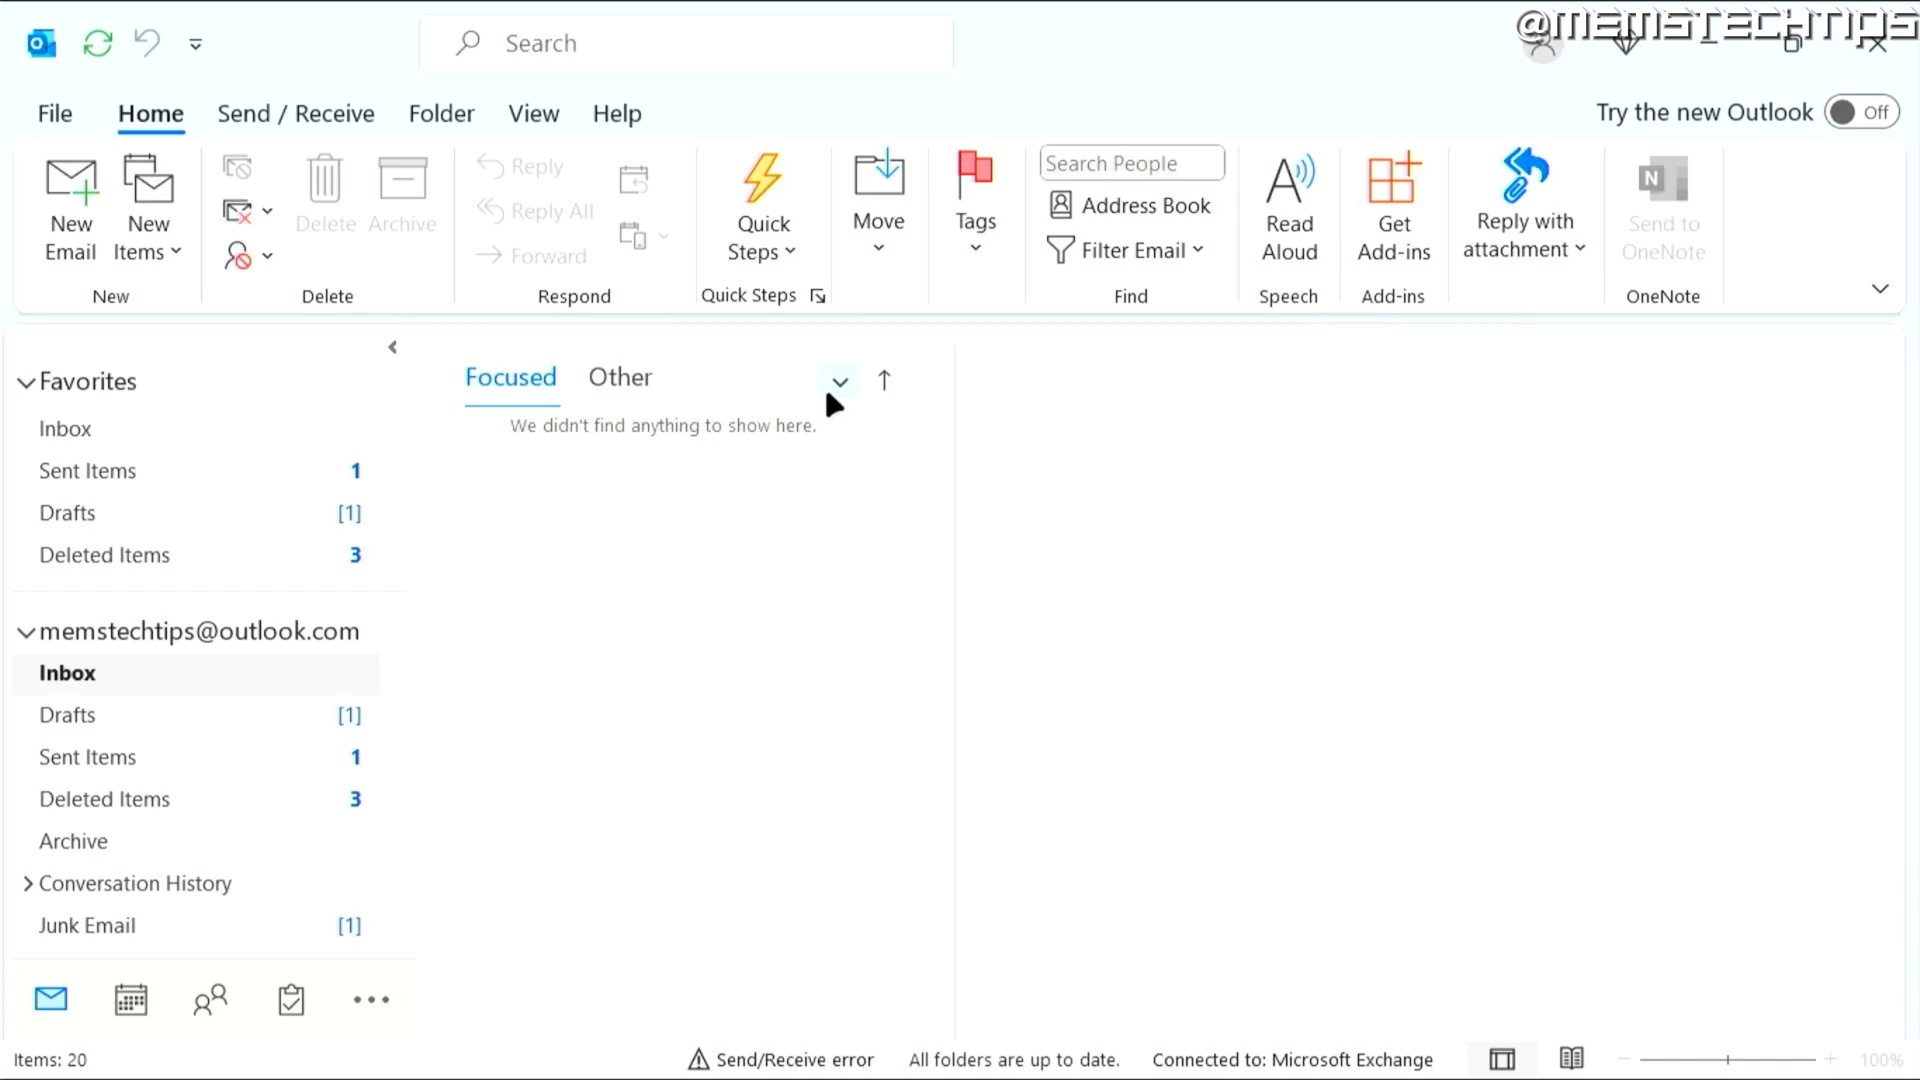 @MEMSTECHTIPS
Search
File Home Send / Receive Folder View Help
Try the new Outlook Off
New Email
New Items
New
Delete
Archive
Delete
Reply
Reply All
Forward
Respond
Quick Steps
Quick Steps
Move
Tags
Search People
Address Book
Filter Email
Find
Read Aloud
Speech
Get Add-ins
Add-ins
Reply with attachment
N
Send to OneNote
OneNote
Favorites
Inbox
Sent Items 1
Drafts [1]
Deleted Items 3
memstechtips@outlook.com
Inbox
Drafts [1]
Sent Items 1
Deleted Items 3
Archive
Conversation History
Junk Email [1]
Focused Other
We didn't find anything to show here.
Items: 20
Send/Receive error
All folders are up to date.
Connected to: Microsoft Exchange
100%